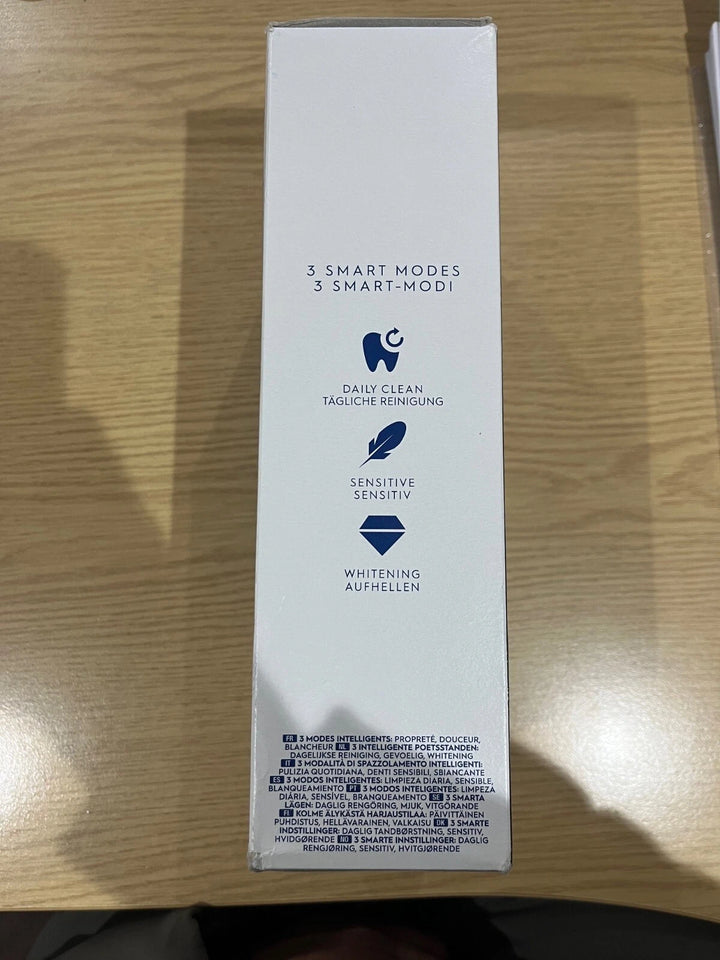 3 SMART MODES
3 SMART-MODI
DAILY CLEAN
TÄGLICHE REINIGUNG
SENSITIVE
SENSITIV
WHITENING
AUFHELLEN
FR 3 MODES INTELLIGENTS: PROPRETÉ, DOUCEUR,
BLANCHEUR NL 3 INTELLIGENTE POETSSTANDEN:
DAGELIJKSE REINIGING, GEVOELIG, WHITENING
IT 3 MODALITÀ DI SPAZZOLAMENTO INTELLIGENTI:
PULIZIA QUOTIDIANA, DENTI SENSIBILI, SBIANCANTE
ES 3 MODOS INTELIGENTES: LIMPIEZA DIARIA, SENSIBLE,
BLANQUEAMIENTO PT 3 MODOS INTELIGENTES: LIMPEZA
DIÁRIA, SENSÍVEL, BRANQUEAMENTO SE 3 SMARTA
LÄGEN: DAGLIG RENGÖRING, MJUK, VITGÖRANDE
FI KOLME ÄLYKÄSTÄ HARJAUSTILAA: PÄIVITTÄINEN
PUHDISTUS, HELLÄVARAINEN, VALKAISU DK 3 SMARTE
INDSTILLINGER: DAGLIG TANDBØRSTNING, SENSITIV,
HVIDGØRENDE NO 3 SMARTE INNSTILLINGER: DAGLIG
RENGJØRING, SENSITIV, HVITGJØRENDE